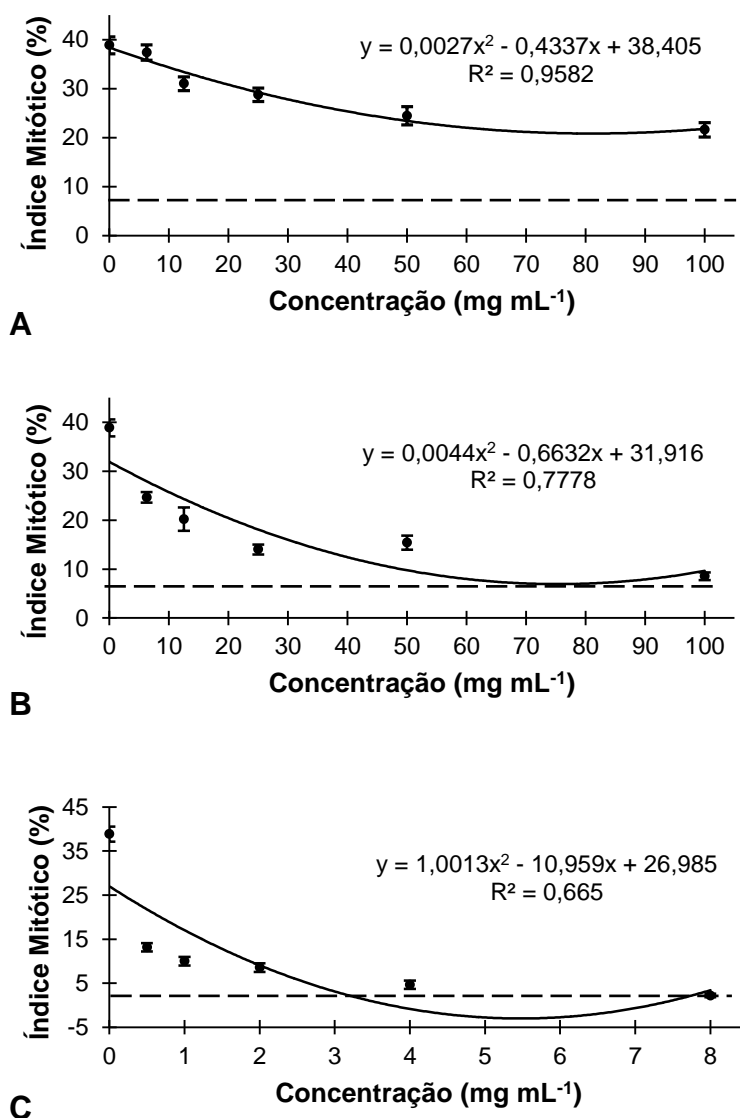 40
30
20
10
0
Índice Mitótico (%)
y = 0,0027x² - 0,4337x + 38,405
R² = 0,9582
0 10 20 30 40 50 60 70 80 90 100
Concentração (mg mL⁻¹)
A
40
30
20
10
0
Índice Mitótico (%)
y = 0,0044x² - 0,6632x + 31,916
R² = 0,7778
0 10 20 30 40 50 60 70 80 90 100
Concentração (mg mL⁻¹)
B
45
35
25
15
5
-5
Índice Mitótico (%)
y = 1,0013x² - 10,959x + 26,985
R² = 0,665
0 1 2 3 4 5 6 7 8
Concentração (mg mL⁻¹)
C